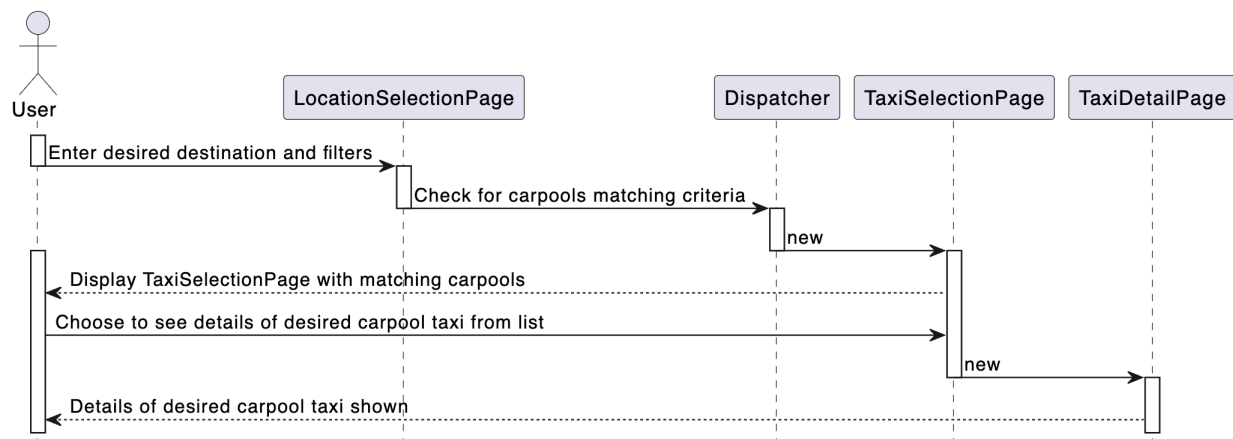 User
LocationSelectionPage
Dispatcher
TaxiSelectionPage
TaxiDetailPage
Enter desired destination and filters
Check for carpools matching criteria
new
Display TaxiSelectionPage with matching carpools
Choose to see details of desired carpool taxi from list
new
Details of desired carpool taxi shown